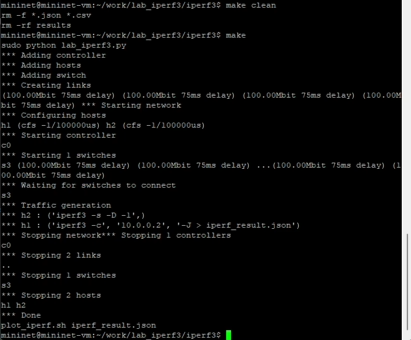 mininet@mininet-vm:~/work/lab_iperf3/iperf3$ make clean
rm -f *.json *.csv
rm -rf results
mininet@mininet-vm:~/work/lab_iperf3/iperf3$ make
sudo python lab_iperf3.py
*** Adding controller
*** Adding hosts
*** Adding switch
*** Creating links
(100.00Mbit 75ms delay) (100.00Mbit 75ms delay) (100.00Mbit 75ms delay) (100.00M
bit 75ms delay) *** Starting network
*** Configuring hosts
h1 (cfs -1/100000us) h2 (cfs -1/100000us)
*** Starting controller
c0
*** Starting 1 switches
s3 (100.00Mbit 75ms delay) (100.00Mbit 75ms delay) ...(100.00Mbit 75ms delay) (1
00.00Mbit 75ms delay)
*** Waiting for switches to connect
s3
*** Traffic generation
*** h2 : ('iperf3 -s -D -1',)
*** h1 : ('iperf3 -c', '10.0.0.2', '-J > iperf_result.json')
*** Stopping network*** Stopping 1 controllers
c0
*** Stopping 2 links
..
*** Stopping 1 switches
s3
*** Stopping 2 hosts
h1 h2
*** Done
plot_iperf.sh iperf_result.json
mininet@mininet-vm:~/work/lab_iperf3/iperf3$